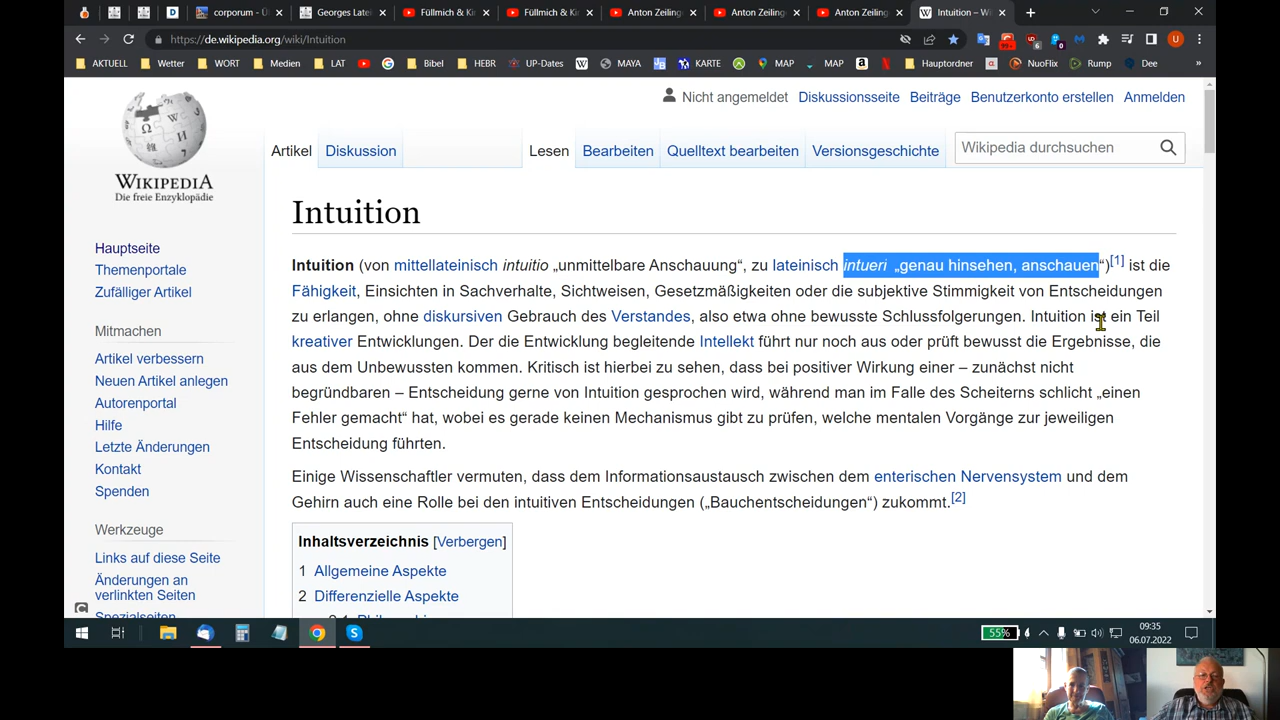 corporum - Ü
Georges Late
Füllmich & Ki
Füllmich & Ki
Anton Zeiling
Anton Zeiling
Anton Zeiling
Intuition – Wi
https://de.wikipedia.org/wiki/Intuition
AKTUELL Wetter WORT Medien LAT Bibel HEBR UP-Dates MAYA KARTE MAP MAP Hauptordner NuoFlix Rump Dee »
Nicht angemeldet Diskussionsseite Beiträge Benutzerkonto erstellen Anmelden
Artikel Diskussion Lesen Bearbeiten Quelltext bearbeiten Versionsgeschichte Wikipedia durchsuchen
WIKIPEDIA
Die freie Enzyklopädie
Hauptseite
Themenportale
Zufälliger Artikel
Mitmachen
Artikel verbessern
Neuen Artikel anlegen
Autorenportal
Hilfe
Letzte Änderungen
Kontakt
Spenden
Werkzeuge
Links auf diese Seite
Änderungen an
verlinkten Seiten
Spezialseiten
Intuition
Intuition (von mittellateinisch intuitio „unmittelbare Anschauung“, zu lateinisch intueri „genau hinsehen, anschauen“)[1] ist die
Fähigkeit, Einsichten in Sachverhalte, Sichtweisen, Gesetzmäßigkeiten oder die subjektive Stimmigkeit von Entscheidungen
zu erlangen, ohne diskursiven Gebrauch des Verstandes, also etwa ohne bewusste Schlussfolgerungen. Intuition ist ein Teil
kreativer Entwicklungen. Der die Entwicklung begleitende Intellekt führt nur noch aus oder prüft bewusst die Ergebnisse, die
aus dem Unbewussten kommen. Kritisch ist hierbei zu sehen, dass bei positiver Wirkung einer – zunächst nicht
begründbaren – Entscheidung gerne von Intuition gesprochen wird, während man im Falle des Scheiterns schlicht „einen
Fehler gemacht“ hat, wobei es gerade keinen Mechanismus gibt zu prüfen, welche mentalen Vorgänge zur jeweiligen
Entscheidung führten.
Einige Wissenschaftler vermuten, dass dem Informationsaustausch zwischen dem enterischen Nervensystem und dem
Gehirn auch eine Rolle bei den intuitiven Entscheidungen („Bauchentscheidungen“) zukommt.[2]
Inhaltsverzeichnis [Verbergen]
1 Allgemeine Aspekte
2 Differenzielle Aspekte
55%
09:35
06.07.2022